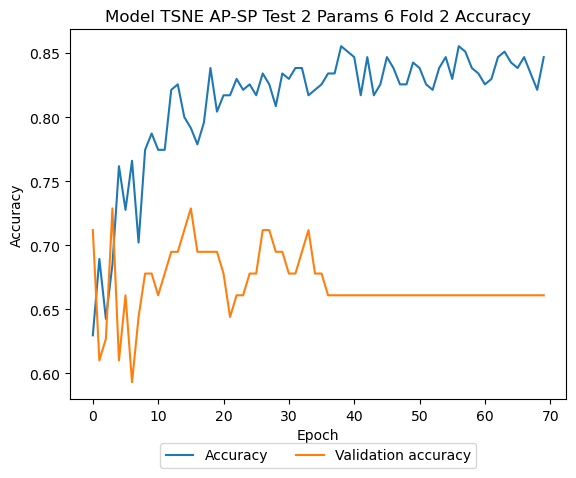 Model TSNE AP-SP Test 2 Params 6 Fold 2 Accuracy
0.85
0.80
0.75
0.70
0.65
0.60
Accuracy
0 10 20 30 40 50 60 70
Epoch
Accuracy Validation accuracy